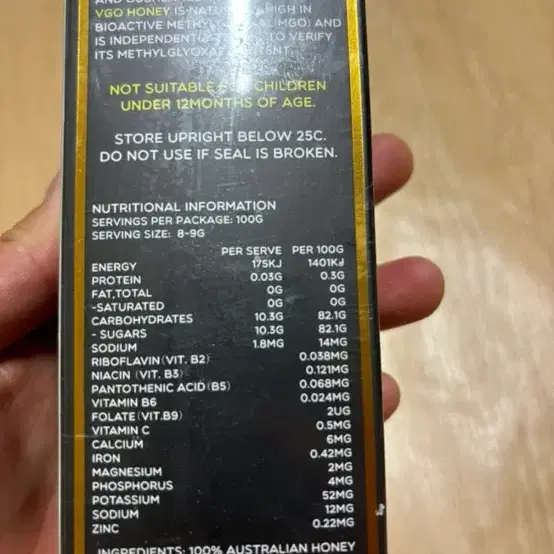 VGO HONEY IS NATU HIGH IN
BIOACTIVE METHYL (MGO) AND
IS INDEPENDENTLY TO VERIFY
ITS METHYLGLYOXA
NOT SUITABLE CHILDREN
UNDER 12MONTHS OF AGE.
STORE UPRIGHT BELOW 25C.
DO NOT USE IF SEAL IS BROKEN.
NUTRITIONAL INFORMATION
SERVINGS PER PACKAGE: 100G
SERVING SIZE: 8-9G
PER SERVE PER 100G
ENERGY 175KJ 1401KJ
PROTEIN 0.03G 0.3G
FAT,TOTAL 0G 0G
-SATURATED 0G 0G
CARBOHYDRATES 10.3G 82.1G
- SUGARS 10.3G 82.1G
SODIUM 1.8MG 14MG
RIBOFLAVIN (VIT. B2) 0.038MG
NIACIN (VIT. B3) 0.121MG
PANTOTHENIC ACID (B5) 0.068MG
VITAMIN B6 0.024MG
FOLATE (VIT.B9) 2UG
VITAMIN C 0.5MG
CALCIUM 6MG
IRON 0.42MG
MAGNESIUM 2MG
PHOSPHORUS 4MG
POTASSIUM 52MG
SODIUM 12MG
ZINC 0.22MG
INGREDIENTS: 100% AUSTRALIAN HONEY